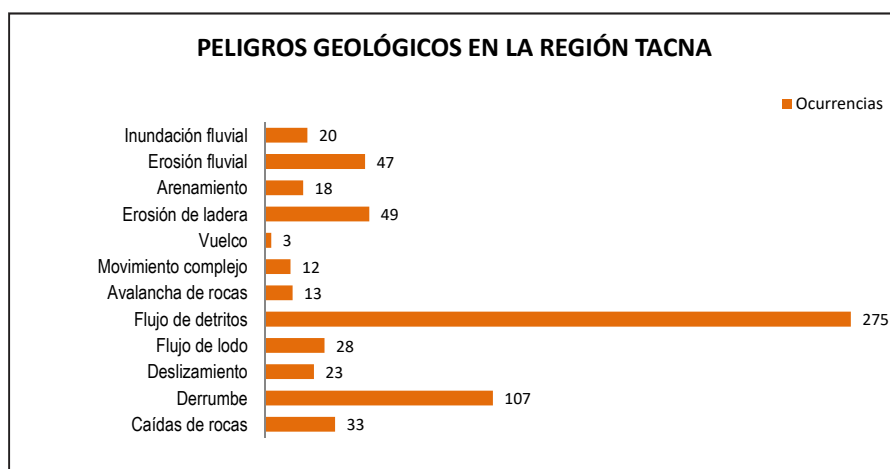 PELIGROS GEOLÓGICOS EN LA REGIÓN TACNA
Ocurrencias
Inundación fluvial 20
Erosión fluvial 47
Arenamiento 18
Erosión de ladera 49
Vuelco 3
Movimiento complejo 12
Avalancha de rocas 13
Flujo de detritos 275
Flujo de lodo 28
Deslizamiento 23
Derrumbe 107
Caídas de rocas 33